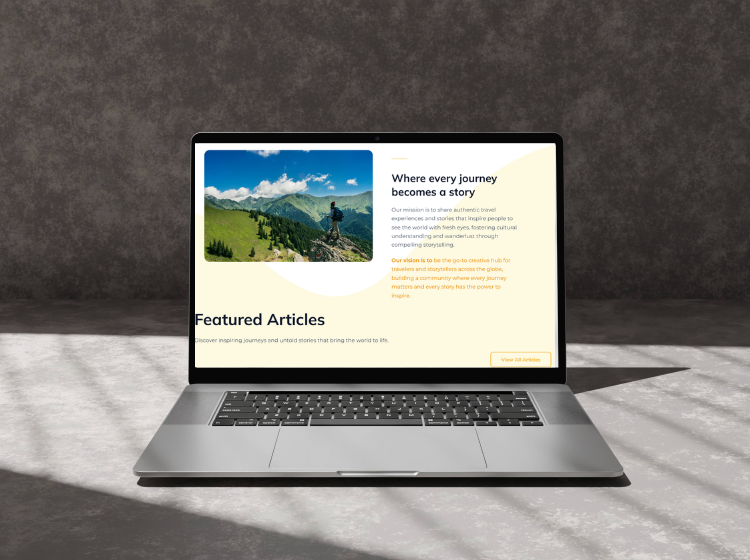 Where every journey
becomes a story
Our mission is to share authentic travel
experiences and stories that inspire people to
see the world with fresh eyes, fostering cultural
understanding and wanderlust through
compelling storytelling.
Our vision is to be the go-to creative hub for
travelers and storytellers across the globe,
building a community where every journey
matters and every story has the power to
inspire.
Featured Articles
Discover inspiring journeys and untold stories that bring the world to life.
View All Articles